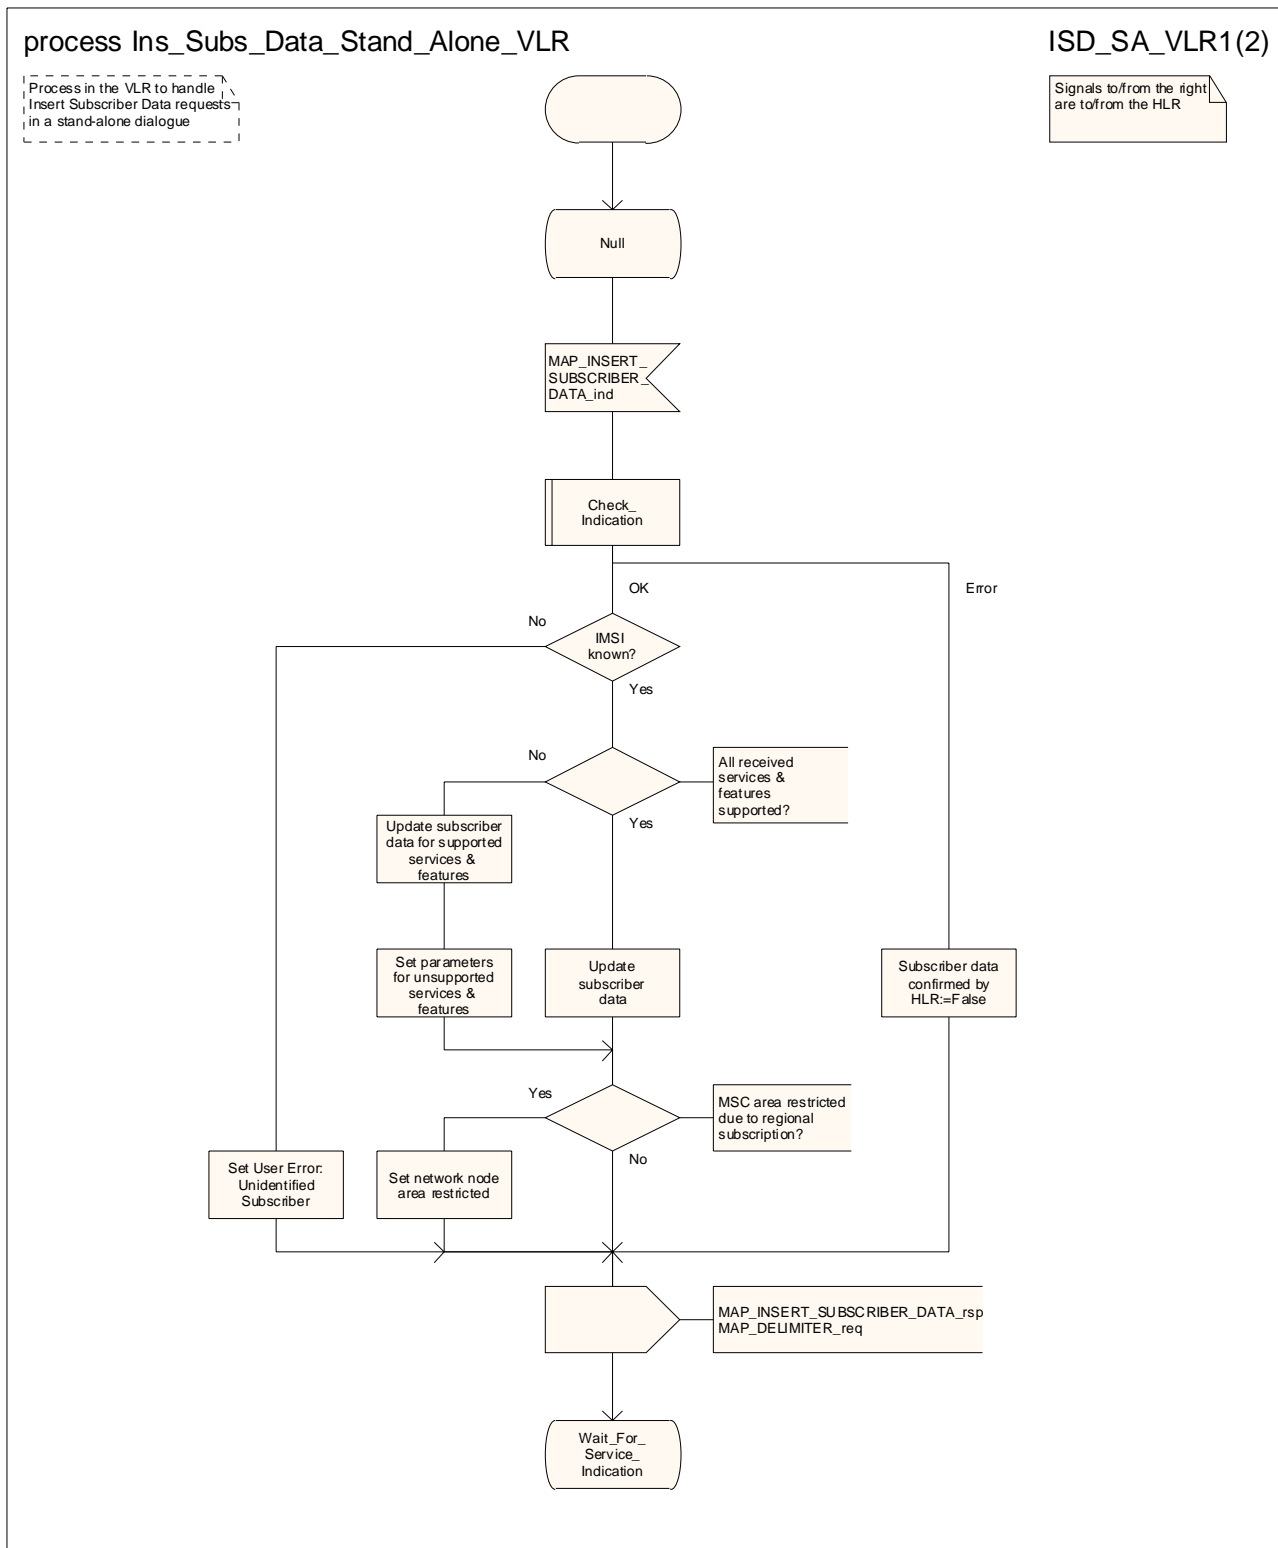 process Ins_Subs_Data_Stand_Alone_VLR
ISD_SA_VLR1(2)
Process in the VLR to handle
Insert Subscriber Data requests
in a stand-alone dialogue
Signals to/from the right
are to/from the HLR
Null
MAP_INSERT_
SUBSCRIBER_
DATA_ind
Check_
Indication
OK
Error
No
IMSI
known?
Yes
No
All received
services &
features
supported?
Yes
Update subscriber
data for supported
services &
features
Set parameters
for unsupported
services &
features
Update
subscriber
data
Subscriber data
confirmed by
HLR:=False
Yes
MSC area restricted
due to regional
subscription?
No
Set User Error:
Unidentified
Subscriber
Set network node
area restricted
MAP_INSERT_SUBSCRIBER_DATA_rsp
MAP_DELIMITER_req
Wait_For_
Service_
Indication